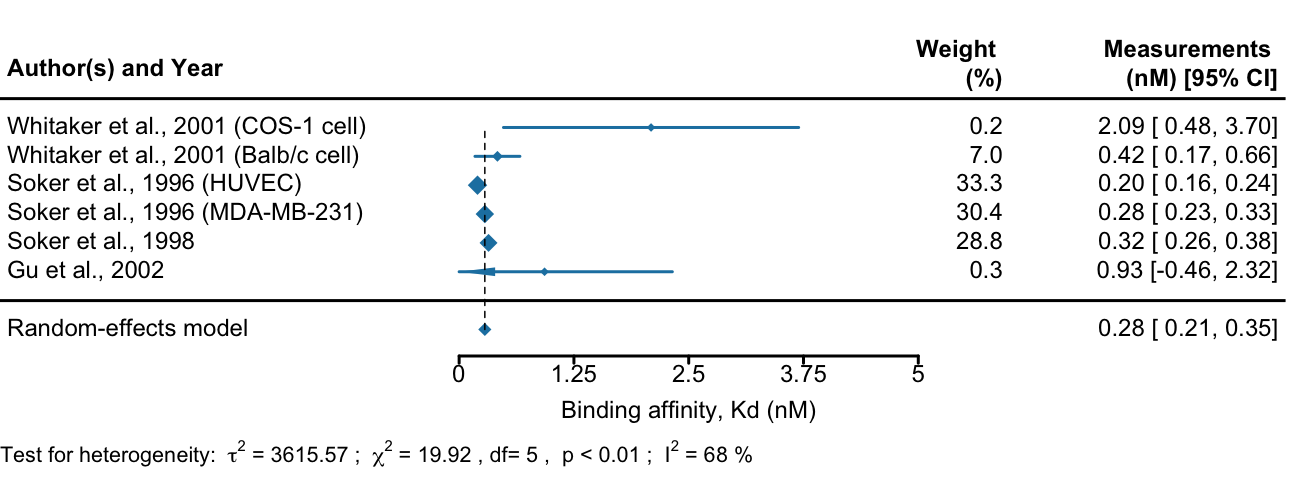 Author(s) and Year Weight (%) Measurements (nM) [95% CI]
Whitaker et al., 2001 (COS-1 cell) 0.2 2.09 [ 0.48, 3.70]
Whitaker et al., 2001 (Balb/c cell) 7.0 0.42 [ 0.17, 0.66]
Soker et al., 1996 (HUVEC) 33.3 0.20 [ 0.16, 0.24]
Soker et al., 1996 (MDA-MB-231) 30.4 0.28 [ 0.23, 0.33]
Soker et al., 1998 28.8 0.32 [ 0.26, 0.38]
Gu et al., 2002 0.3 0.93 [-0.46, 2.32]
Random-effects model 0.28 [ 0.21, 0.35]
0 1.25 2.5 3.75 5
Binding affinity, Kd (nM)
Test for heterogeneity: τ² = 3615.57 ; χ² = 19.92 , df= 5 , p < 0.01 ; I² = 68 %